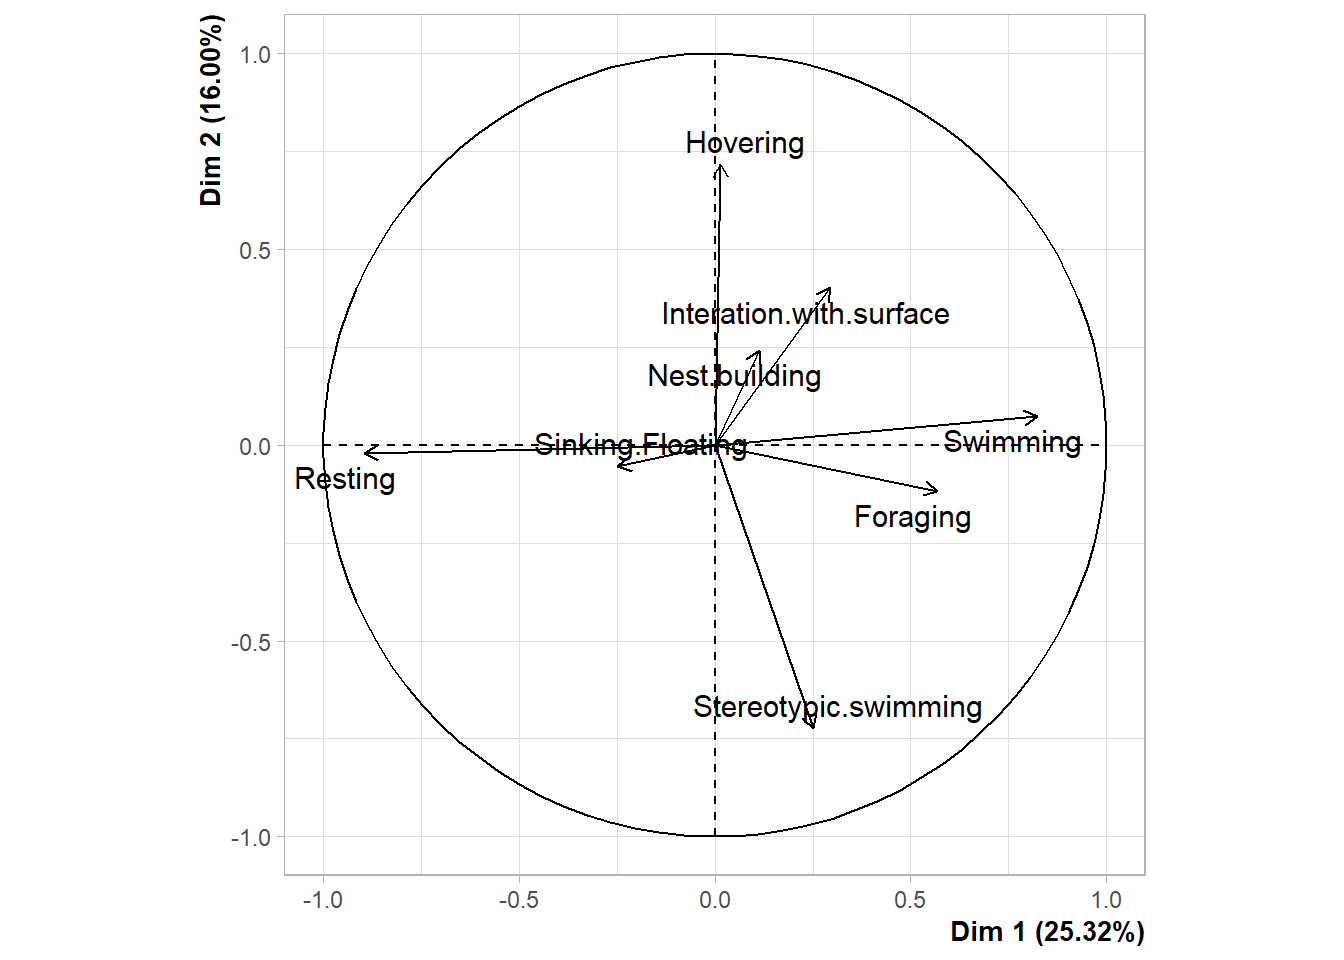 Dim 2 (16.00%)
1.0
0.5
0.0
-0.5
-1.0
Hovering
Interation.with.surface
Nest.building
Sinking.Floating
Swimming
Resting
Foraging
Stereotypic.swimming
-1.0
-0.5
0.0
0.5
1.0
Dim 1 (25.32%)